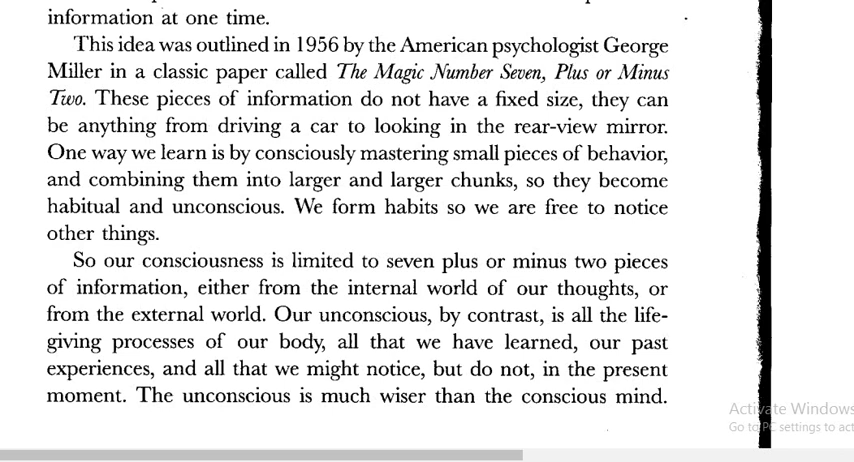 information at one time.
This idea was outlined in 1956 by the American psychologist George
Miller in a classic paper called The Magic Number Seven, Plus or Minus
Two. These pieces of information do not have a fixed size, they can
be anything from driving a car to looking in the rear-view mirror.
One way we learn is by consciously mastering small pieces of behavior,
and combining them into larger and larger chunks, so they become
habitual and unconscious. We form habits so we are free to notice
other things.
So our consciousness is limited to seven plus or minus two pieces
of information, either from the internal world of our thoughts, or
from the external world. Our unconscious, by contrast, is all the life-
giving processes of our body, all that we have learned, our past
experiences, and all that we might notice, but do not, in the present
moment. The unconscious is much wiser than the conscious mind.
Activate Windows
Go to PC settings to act